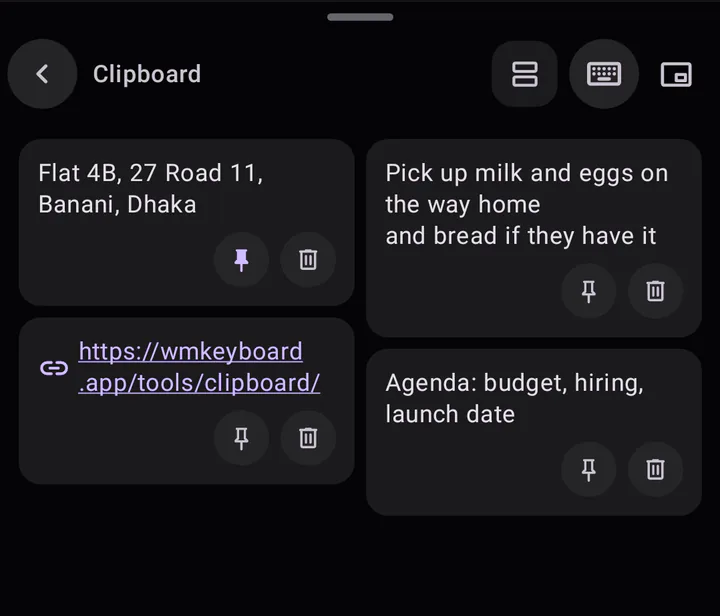 Clipboard
Flat 4B, 27 Road 11,
Banani, Dhaka
Pick up milk and eggs on
the way home
and bread if they have it
https://wmkeyboard
.app/tools/clipboard/
Agenda: budget, hiring,
launch date